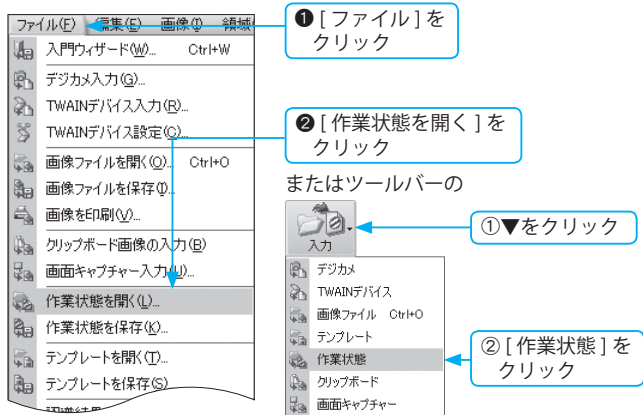 ファイル(F) 編集(E) 画像(I) 領域
入門ウィザード(W)... Ctrl+W
デジカメ入力(G)...
TWAINデバイス入力(R)...
TWAINデバイス設定(C)...
画像ファイルを開く(O)... Ctrl+O
画像ファイルを保存(I)...
画像を印刷(V)...
クリップボード画像の入力(B)
画面キャプチャー入力(U)...
作業状態を開く(L)...
作業状態を保存(K)...
テンプレートを開く(T)...
テンプレートを保存(S)
❶[ファイル]を
クリック
❷[作業状態を開く]を
クリック
またはツールバーの
入力
①▼をクリック
デジカメ
TWAINデバイス
画像ファイル Ctrl+O
テンプレート
作業状態
クリップボード
画面キャプチャー
②[作業状態]を
クリック